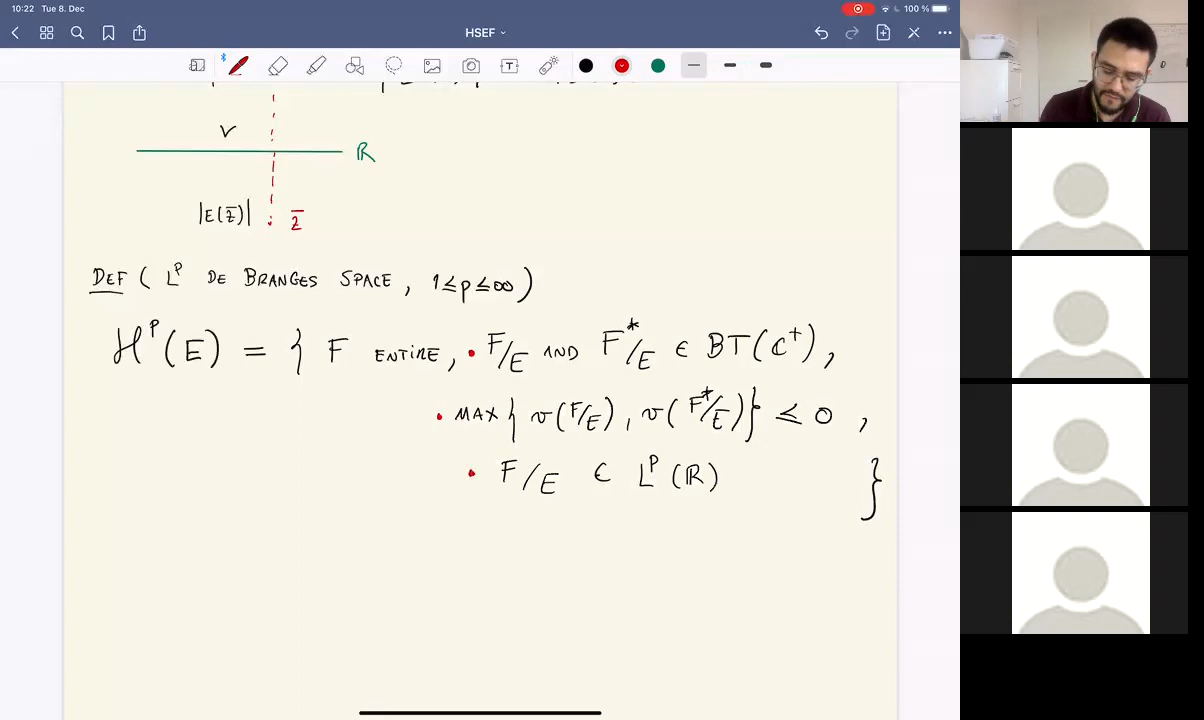 10:22 Tue 8. Dec
100 %
HSEF
V
ℝ
|E(z̄)|
z̄
DEF ( L^p DE BRANGES SPACE , 1 ≤ p ≤ ∞ )
H^p(E) = { F ENTIRE, • F/E AND F*/E ∈ BT(C⁺) ,
• MAX { v(F/E) , v(F*/E) } ≤ 0 ,
• F/E ∈ L^p(ℝ) }